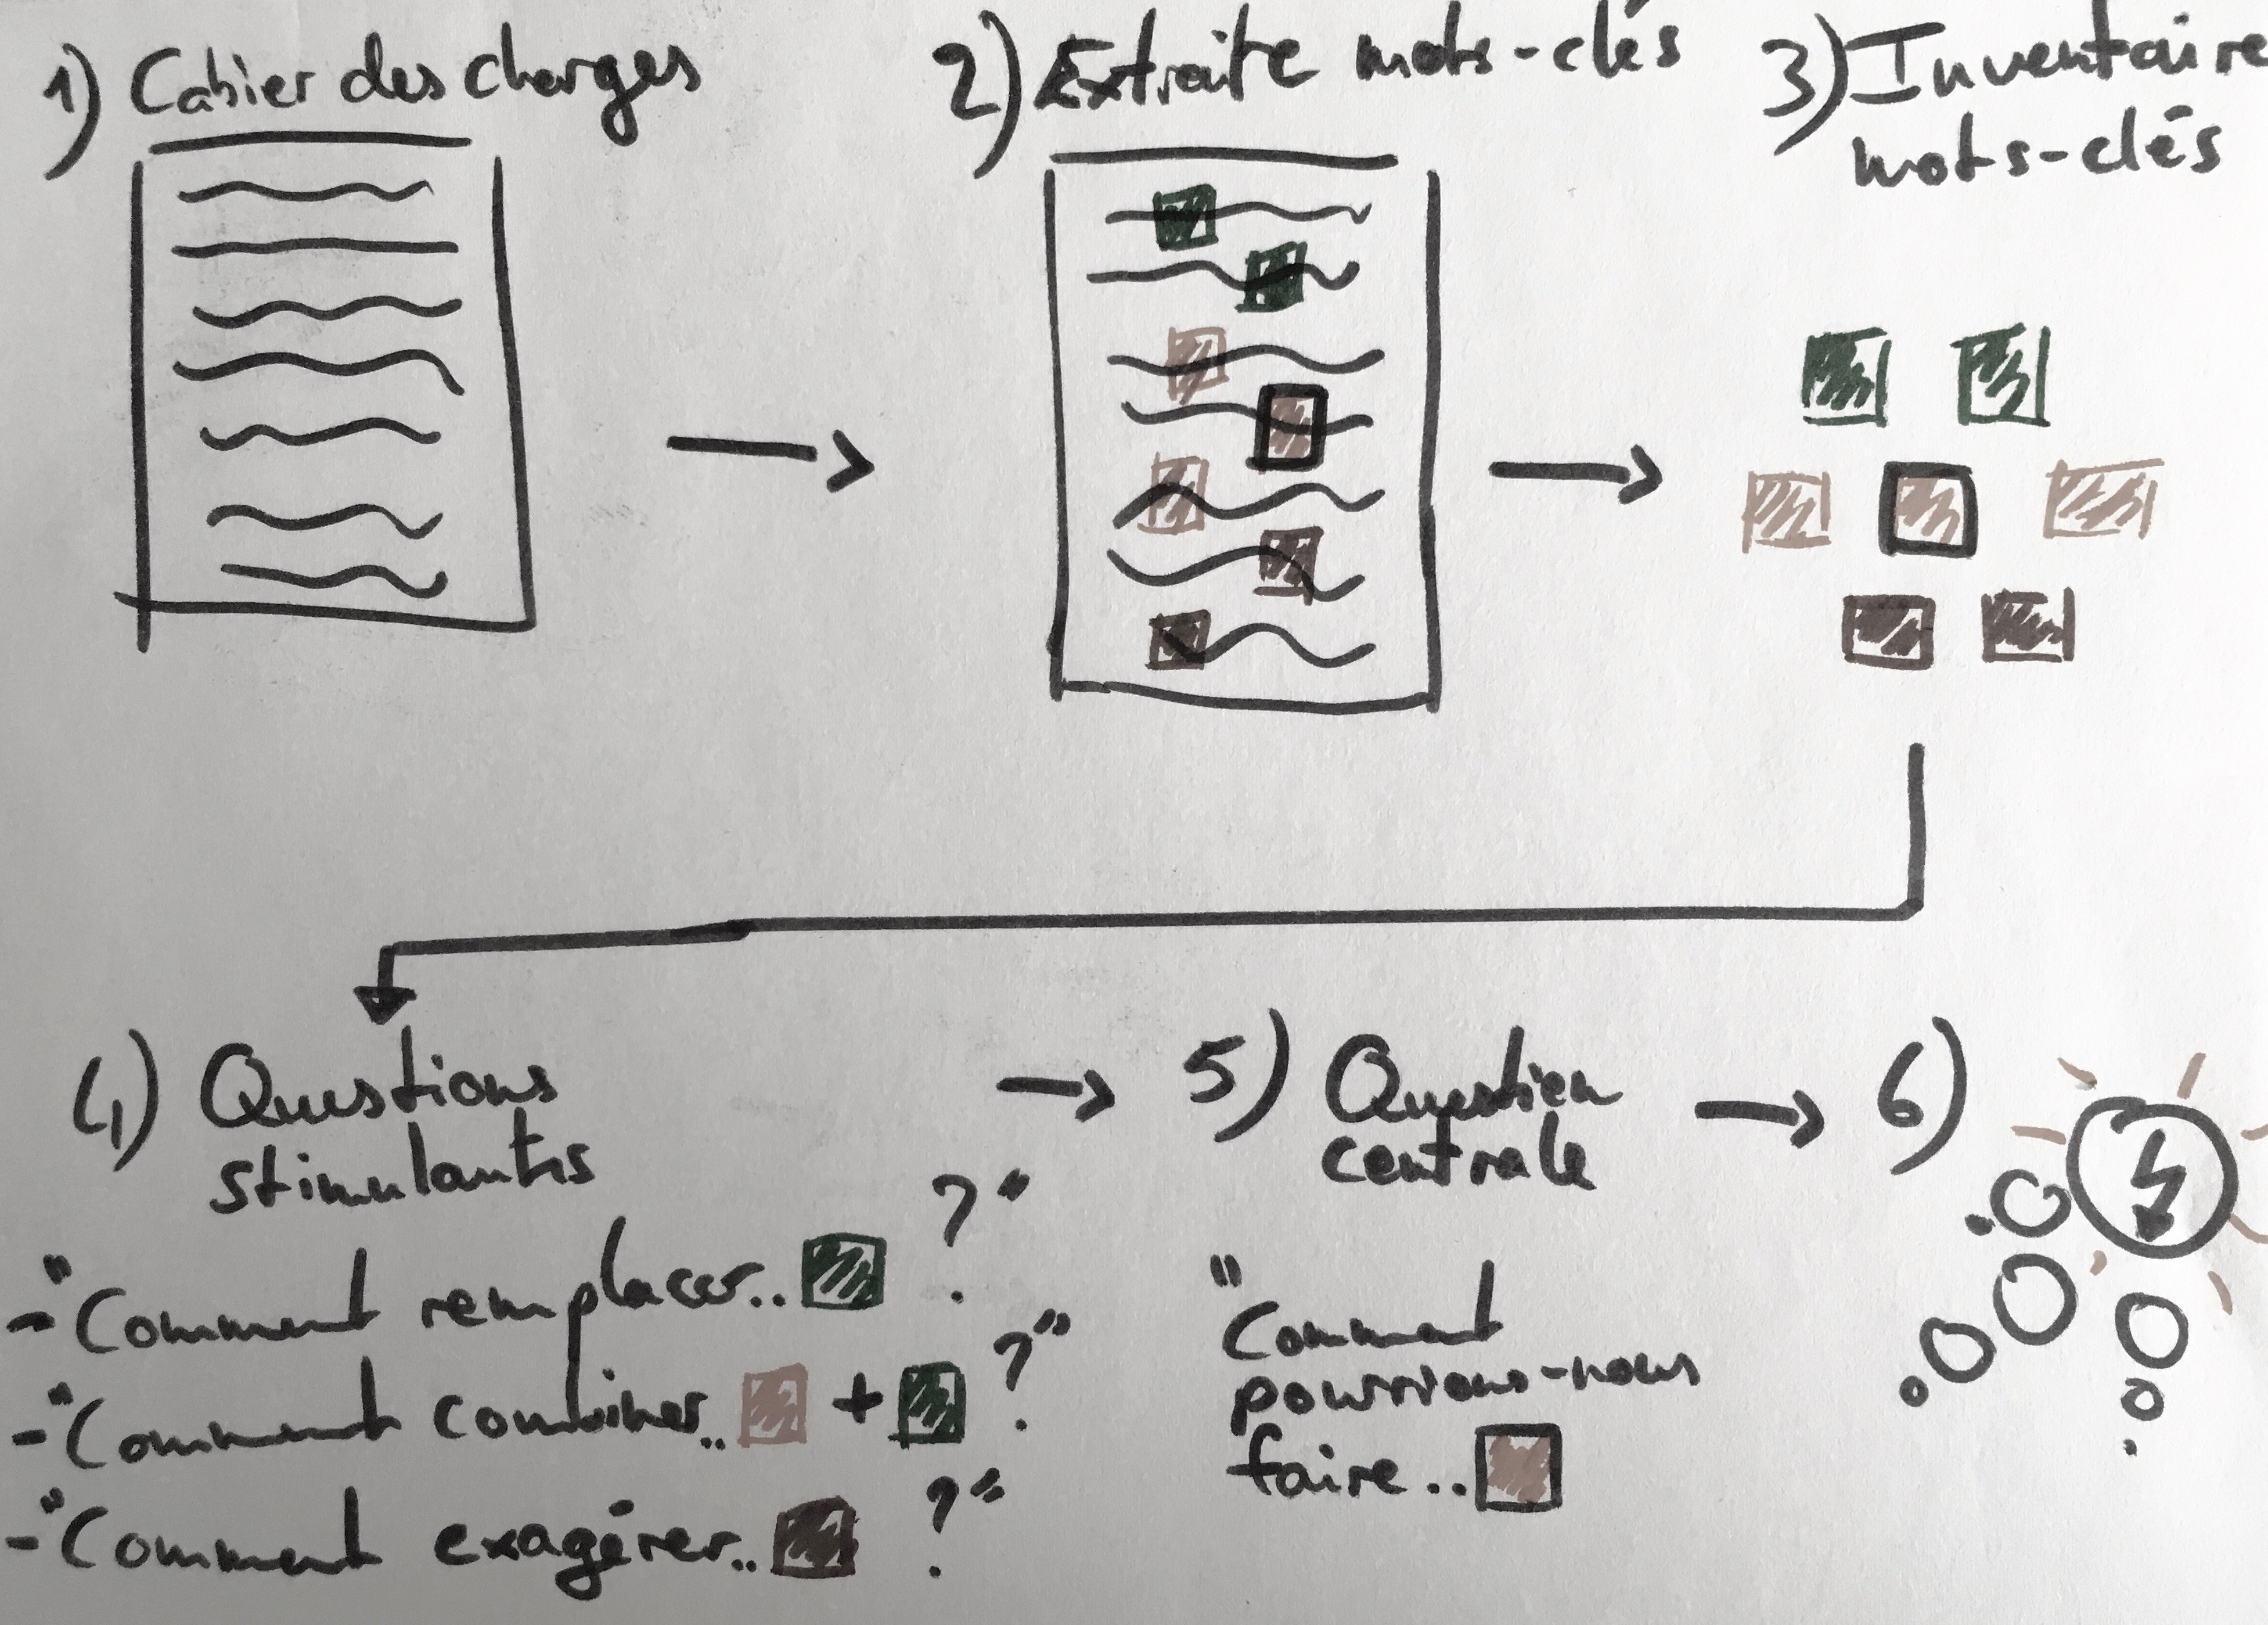 1) Cahier des charges
2) Extraite mots-clés
3) Inventaire
mots-clés
4) Questions
stimulantes
-"Comment remplacer.. ?"
-"Comment combiner.. + ?"
-"Comment exagérer.. ?"
5) Question
centrale
"Comment
pourrions-nous
faire..
6)